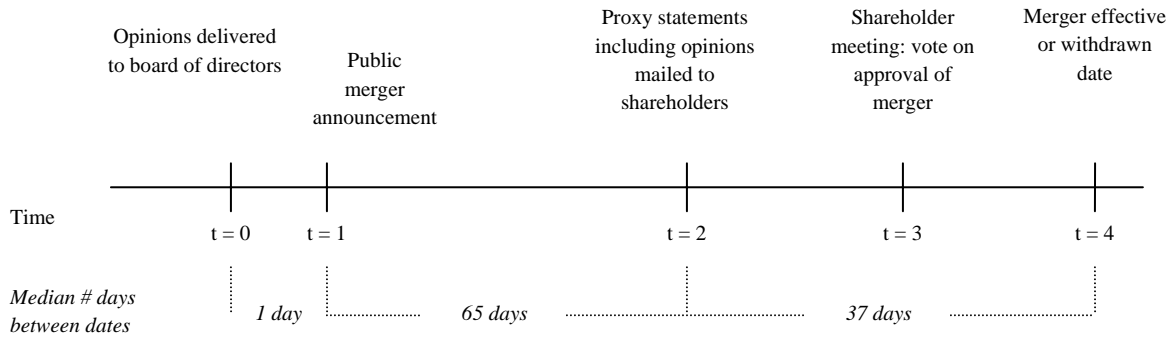 Opinions delivered
to board of directors
Public
merger
announcement
Proxy statements
including opinions
mailed to
shareholders
Shareholder
meeting: vote on
approval of
merger
Merger effective
or withdrawn
date
Time
t = 0
t = 1
t = 2
t = 3
t = 4
Median # days
between dates
1 day
65 days
37 days